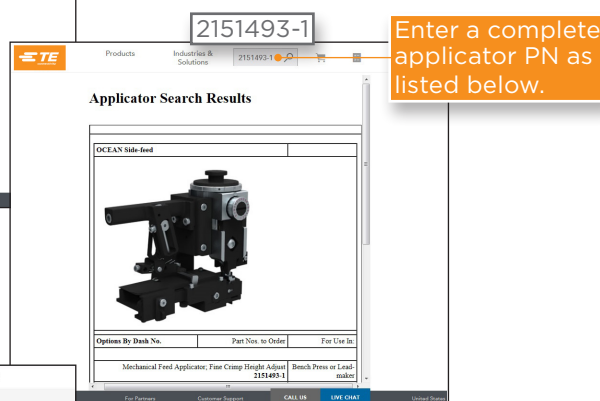 2151493-1
Enter a complete
applicator PN as
listed below.
TE
Products
Industries &
Solutions
2151493-1
Applicator Search Results
OCEAN Side-feed
Options By Dash No.
Part Nos. to Order
For Use In:
Mechanical Feed Applicator; Fine Crimp Height Adjust
2151493-1
Bench Press or Lead-
maker
For Partners
Customer Support
CALL US
LIVE CHAT
United States